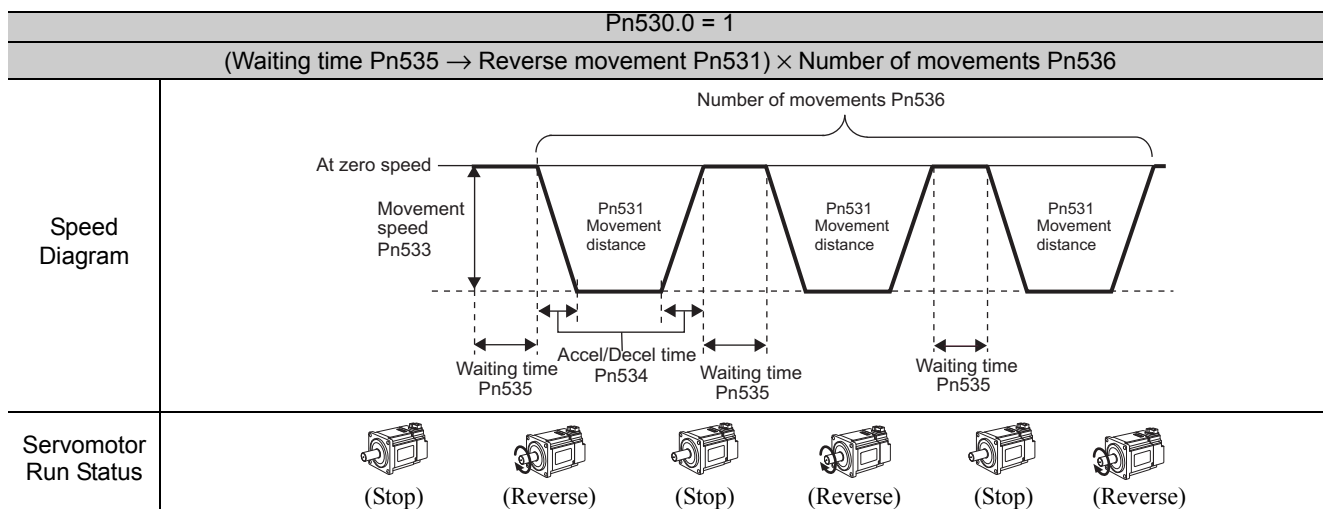 Pn530.0 = 1
(Waiting time Pn535 → Reverse movement Pn531) × Number of movements Pn536
Number of movements Pn536
At zero speed
Speed
Diagram
Movement
speed
Pn533
Pn531
Movement
distance
Pn531
Movement
distance
Pn531
Movement
distance
Waiting time
Pn535
Accel/Decel time
Pn534
Waiting time
Pn535
Waiting time
Pn535
Servomotor
Run Status
(Stop) (Reverse) (Stop) (Reverse) (Stop) (Reverse)